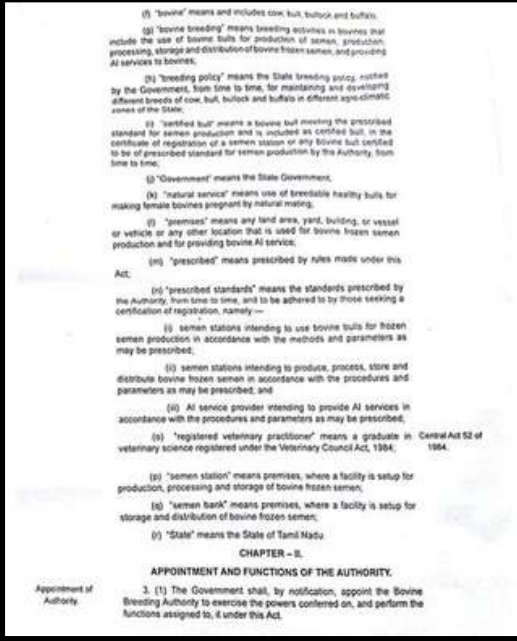 (f) "bovine" means and includes cow, bull, bullock and buffalo.
(g) "bovine breeding" means breeding activities in bovines that
include the use of bovine bulls for production of semen, production,
processing, storage and distribution of bovine frozen semen, and providing
AI services to bovines;
(h) "breeding policy" means the State breeding policy, notified
by the Government, from time to time, for maintaining and developing
different breeds of cow, bull, bullock and buffalo in different agro-climatic
zones of the State;
(i) "certified bull" means a bovine bull meeting the prescribed
standard for semen production and is included as certified bull, in the
certificate of registration of a semen station or any bovine bull certified
to be of prescribed standard for semen production by the Authority, from
time to time;
(j) "Government" means the State Government;
(k) "natural service" means use of breedable healthy bulls for
making female bovines pregnant by natural mating;
(l) "premises" means any land area, yard, building, or vessel
or vehicle or any other location that is used for bovine frozen semen
production and for providing bovine AI service;
(m) "prescribed" means prescribed by rules made under this
Act;
(n) "prescribed standards" means the standards prescribed by
the Authority, from time to time, and to be adhered to by those seeking a
certification of registration, namely:—
(i) semen stations intending to use bovine bulls for frozen
semen production in accordance with the methods and parameters as
may be prescribed;
(ii) semen stations intending to produce, process, store and
distribute bovine frozen semen in accordance with the procedures and
parameters as may be prescribed; and
(iii) AI service provider intending to provide AI services in
accordance with the procedures and parameters as may be prescribed;
(o) "registered veterinary practitioner" means a graduate in
veterinary science registered under the Veterinary Council Act, 1984;
Central Act 52 of
1984.
(p) "semen station" means premises, where a facility is setup for
production, processing and storage of bovine frozen semen;
(q) "semen bank" means premises, where a facility is setup for
storage and distribution of bovine frozen semen;
(r) "State" means the State of Tamil Nadu.
CHAPTER – II.
APPOINTMENT AND FUNCTIONS OF THE AUTHORITY.
Appointment of
Authority.
3. (1) The Government shall, by notification, appoint the Bovine
Breeding Authority to exercise the powers conferred on, and perform the
functions assigned to, it under this Act.